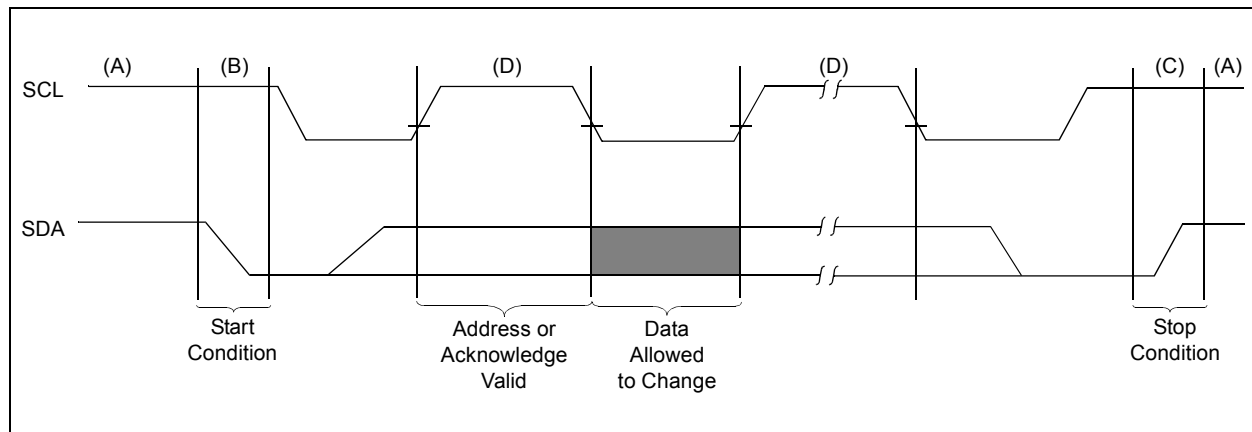 (A) (B) (D) (D) (C) (A)
SCL
SDA
Start
Condition
Address or
Acknowledge
Valid
Data
Allowed
to Change
Stop
Condition